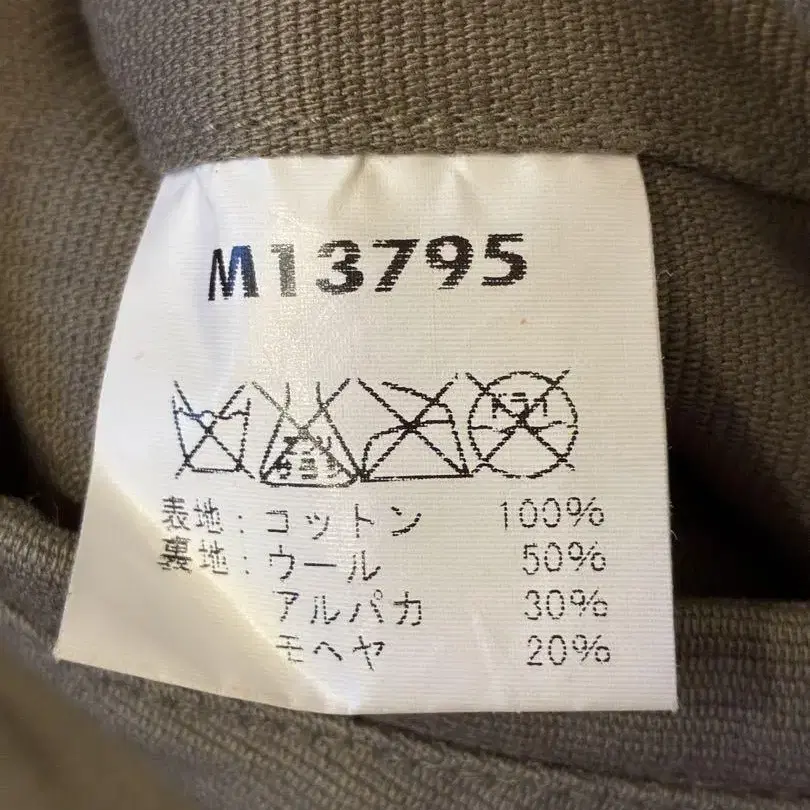 M13795
表地：コットン 100%
裏地：ウール 50%
アルパカ 30%
モヘヤ 20%